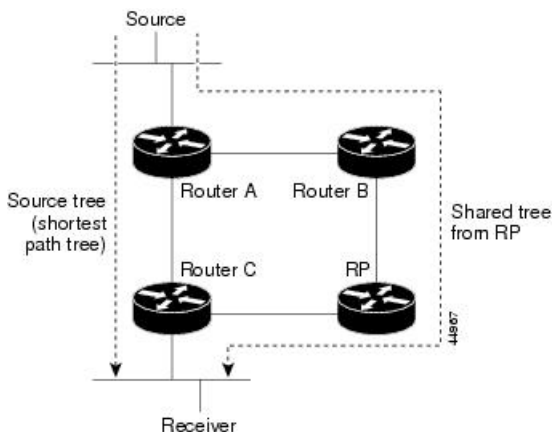 Source
Router A
Router B
Source tree
(shortest
path tree)
Shared tree
from RP
Router C
RP
44967
Receiver